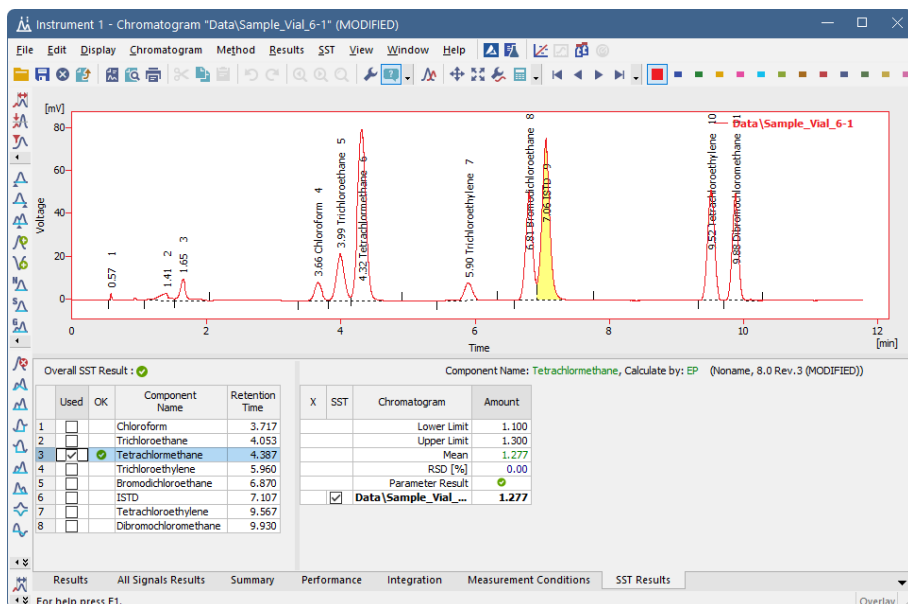 Instrument 1 - Chromatogram "Data\Sample_Vial_6-1" (MODIFIED)
File Edit Display Chromatogram Method Results SST View Window Help
[mV]
Data\Sample_Vial_6-1
80
60
40
20
0
Voltage
0.57 1
1.41 2
1.65 3
3.66 Chloroform 4
3.99 Trichloroethane 5
4.32 Tetrachlormethane 6
5.90 Trichloroethylene 7
6.81 Bromodichloroethane 8
7.06 ISTD 9
9.52 Tetrachloroethylene 10
9.88 Dibromochloromethane 11
0 2 4 6 8 10 12
Time
[min]
Overall SST Result :
Component Name: Tetrachlormethane, Calculate by: EP (Noname, 8.0 Rev.3 (MODIFIED))
Used OK Component Name Retention Time
1 Chloroform 3.717
2 Trichloroethane 4.053
3 Tetrachlormethane 4.387
4 Trichloroethylene 5.960
5 Bromodichloroethane 6.870
6 ISTD 7.107
7 Tetrachloroethylene 9.567
8 Dibromochloromethane 9.930
X SST Chromatogram Amount
Lower Limit 1.100
Upper Limit 1.300
Mean 1.277
RSD [%] 0.00
Parameter Result
Data\Sample_Vial_... 1.277
Results All Signals Results Summary Performance Integration Measurement Conditions SST Results
For help press F1.
Overlay